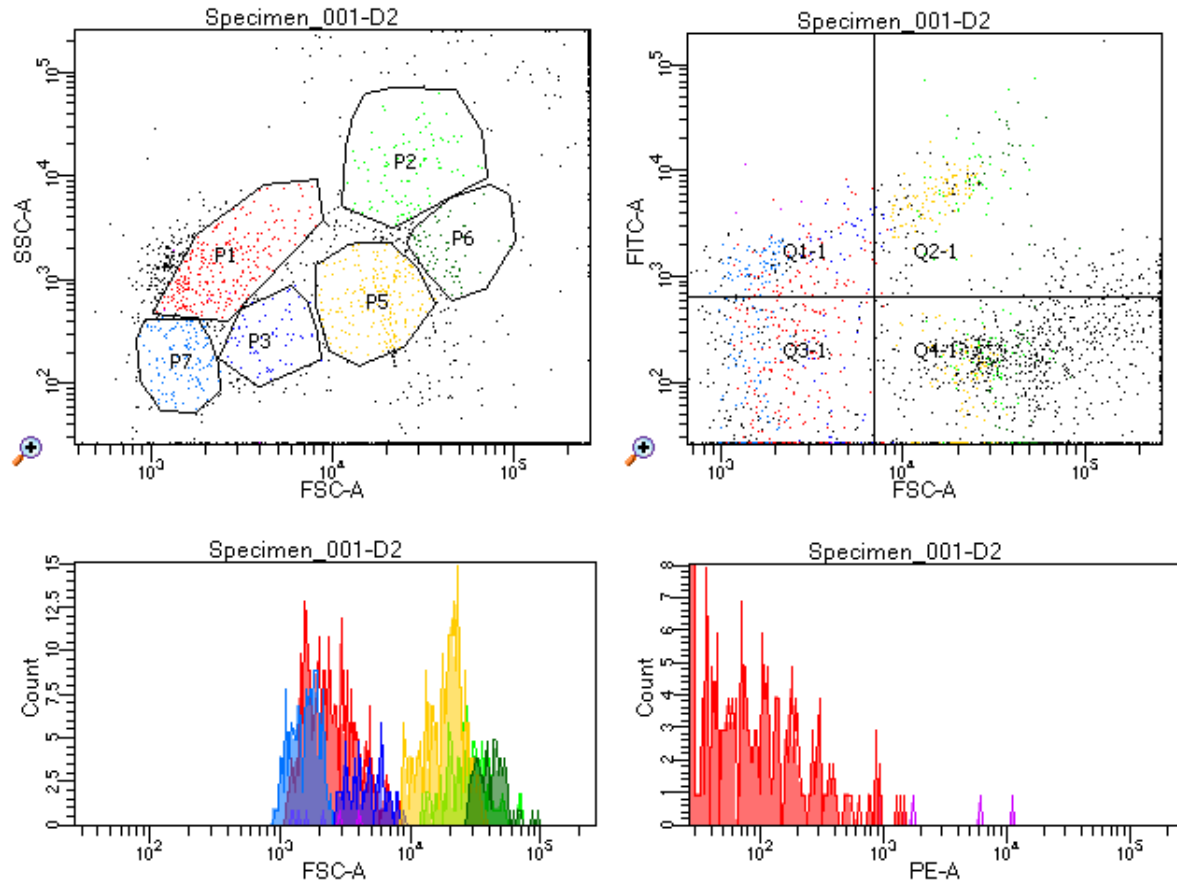 Specimen_001-D2
SSC-A
10^5
10^4
10^3
10^2
P1
P2
P3
P5
P6
P7
10^3
10^4
10^5
FSC-A
Specimen_001-D2
FITC-A
10^5
10^4
10^3
10^2
Q1-1
Q2-1
Q3-1
Q4-1
10^3
10^4
10^5
FSC-A
Specimen_001-D2
Count
15
12.5
10
7.5
5
2.5
0
10^2
10^3
10^4
10^5
FSC-A
Specimen_001-D2
Count
8
7
6
5
4
3
2
1
0
10^2
10^3
10^4
10^5
PE-A